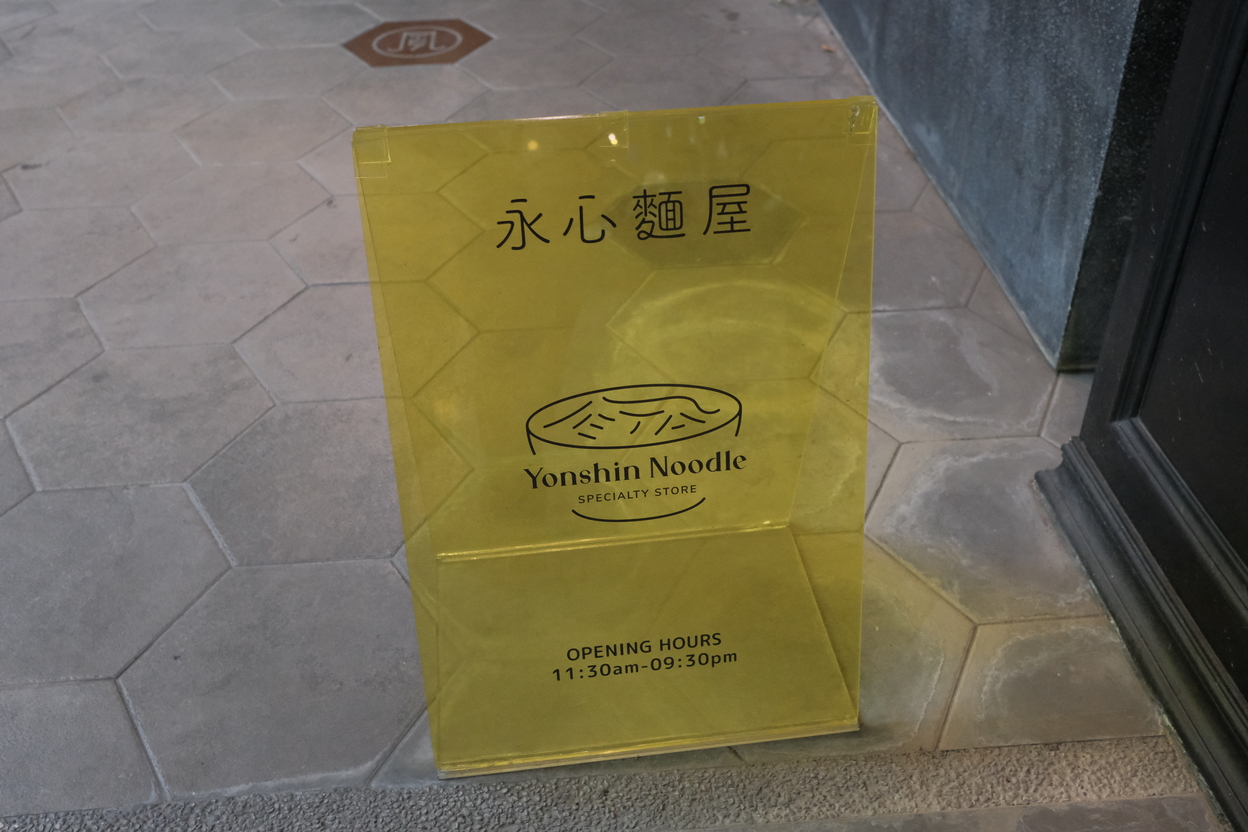 永心麵屋
Yonshin Noodle
SPECIALTY STORE
OPENING HOURS
11:30am-09:30pm